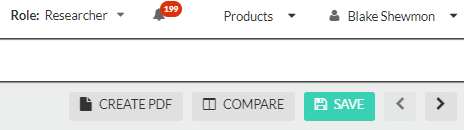 Role: Researcher 199 Products Blake Shewmon
CREATE PDF COMPARE SAVE